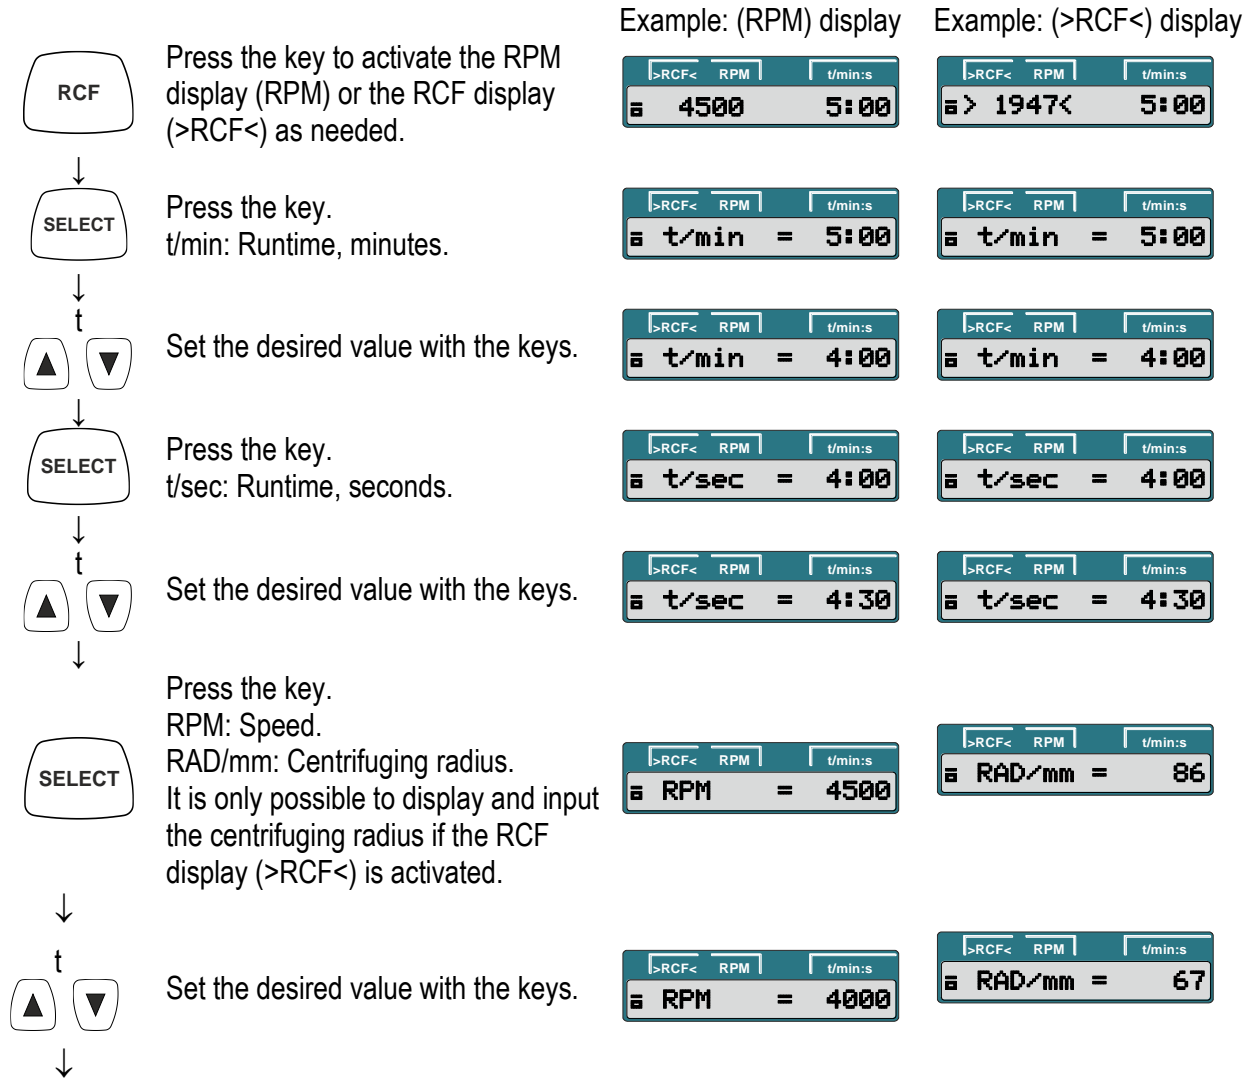 Example: (RPM) display
Example: (>RCF<) display
RCF
Press the key to activate the RPM
display (RPM) or the RCF display
(>RCF<) as needed.
>RCF< RPM t/min:s
4500 5:00
>RCF< RPM t/min:s
> 1947< 5:00
↓
SELECT
Press the key.
t/min: Runtime, minutes.
>RCF< RPM t/min:s
t/min = 5:00
>RCF< RPM t/min:s
t/min = 5:00
↓
t
▲ ▼
Set the desired value with the keys.
>RCF< RPM t/min:s
t/min = 4:00
>RCF< RPM t/min:s
t/min = 4:00
↓
SELECT
Press the key.
t/sec: Runtime, seconds.
>RCF< RPM t/min:s
t/sec = 4:00
>RCF< RPM t/min:s
t/sec = 4:00
↓
t
▲ ▼
Set the desired value with the keys.
>RCF< RPM t/min:s
t/sec = 4:30
>RCF< RPM t/min:s
t/sec = 4:30
↓
SELECT
Press the key.
RPM: Speed.
RAD/mm: Centrifuging radius.
It is only possible to display and input
the centrifuging radius if the RCF
display (>RCF<) is activated.
>RCF< RPM t/min:s
RPM = 4500
>RCF< RPM t/min:s
RAD/mm = 86
↓
t
▲ ▼
Set the desired value with the keys.
>RCF< RPM t/min:s
RPM = 4000
>RCF< RPM t/min:s
RAD/mm = 67
↓